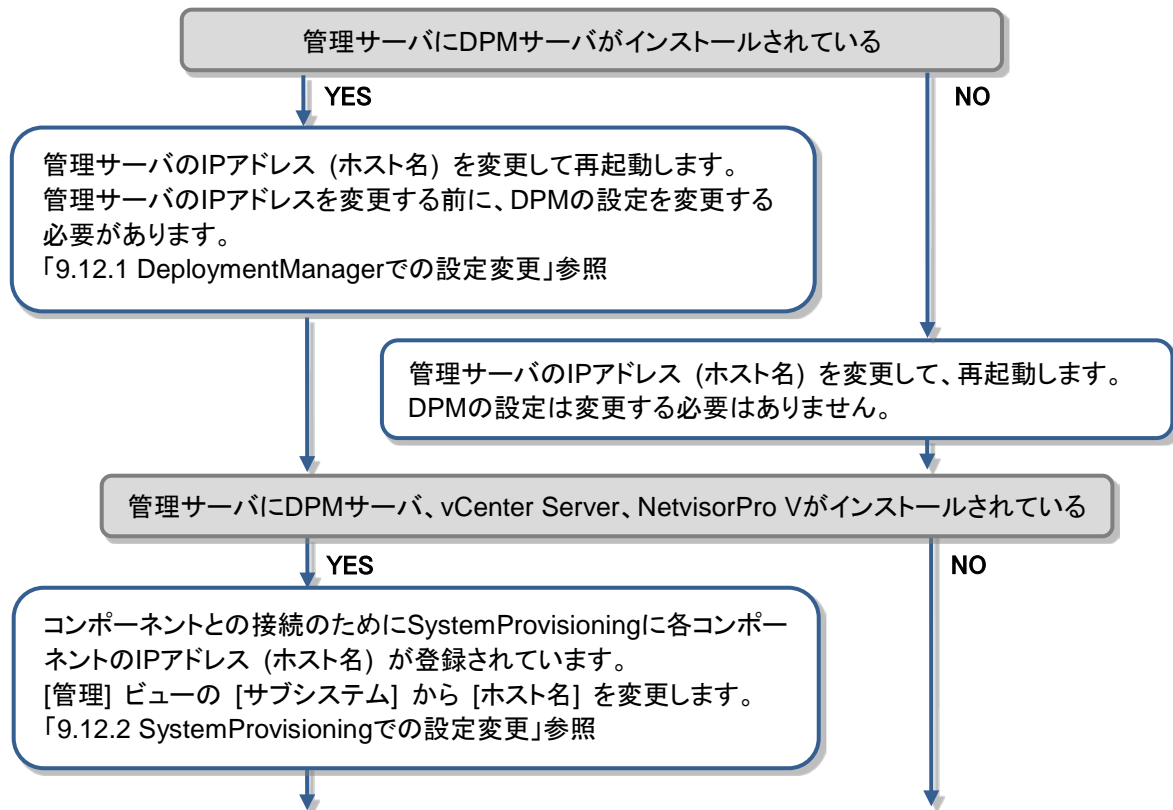 管理サーバにDPMサーバがインストールされている
YES
NO
管理サーバのIPアドレス (ホスト名) を変更して再起動します。
管理サーバのIPアドレスを変更する前に、DPMの設定を変更する
必要があります。
「9.12.1 DeploymentManagerでの設定変更」参照
管理サーバのIPアドレス (ホスト名) を変更して、再起動します。
DPMの設定は変更する必要はありません。
管理サーバにDPMサーバ、vCenter Server、NetvisorPro Vがインストールされている
YES
NO
コンポーネントとの接続のためにSystemProvisioningに各コンポー
ネントのIPアドレス (ホスト名) が登録されています。
[管理] ビューの [サブシステム] から [ホスト名] を変更します。
「9.12.2 SystemProvisioningでの設定変更」参照